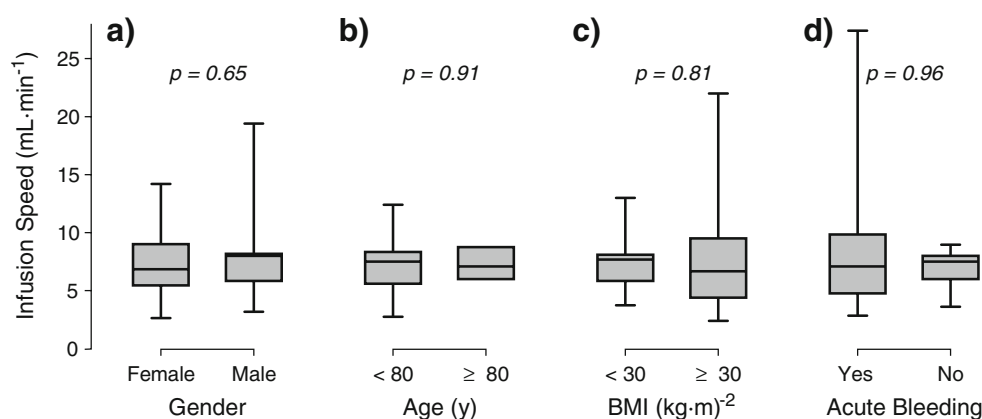 a) b) c) d)
p = 0.65 p = 0.91 p = 0.81 p = 0.96
Infusion Speed (mL·min⁻¹)
25
20
15
10
5
0
Female Male < 80 ≥ 80 < 30 ≥ 30 Yes No
Gender Age (y) BMI (kg·m)⁻² Acute Bleeding